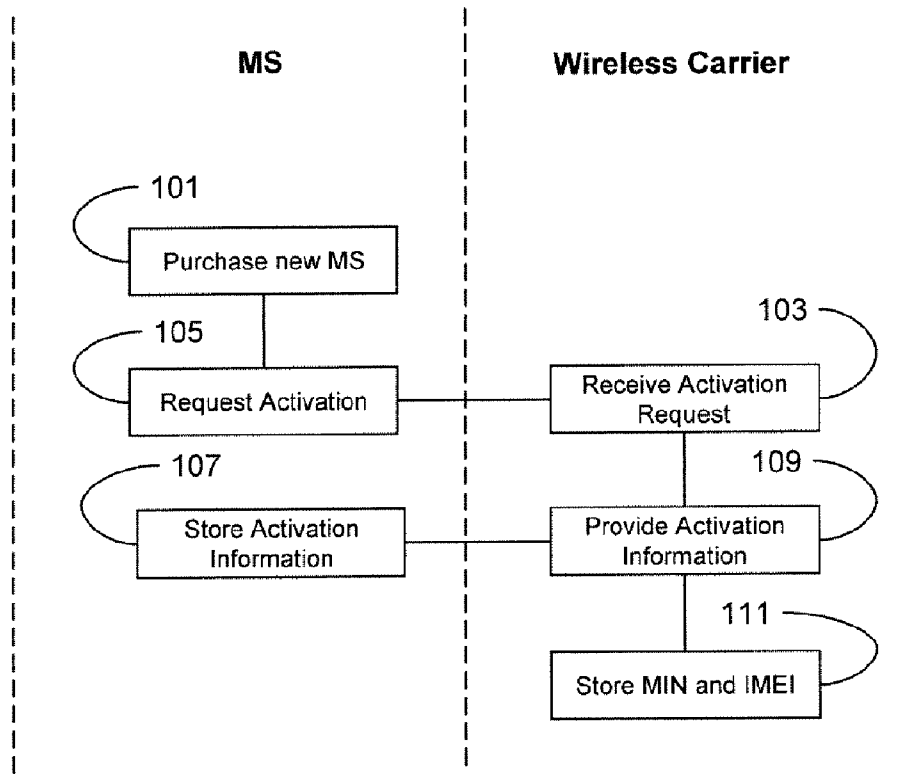 MS
Wireless Carrier
101
Purchase new MS
105
103
Request Activation
Receive Activation
Request
107
109
Store Activation
Information
Provide Activation
Information
111
Store MIN and IMEI